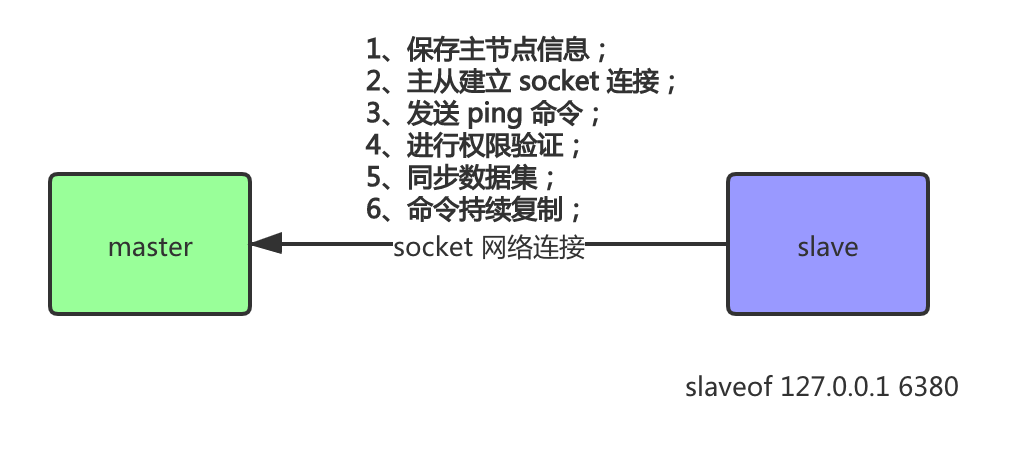 1、保存主节点信息；
2、主从建立 socket 连接；
3、发送 ping 命令；
4、进行权限验证；
5、同步数据集；
6、命令持续复制；
master
socket 网络连接
slave
slaveof 127.0.0.1 6380